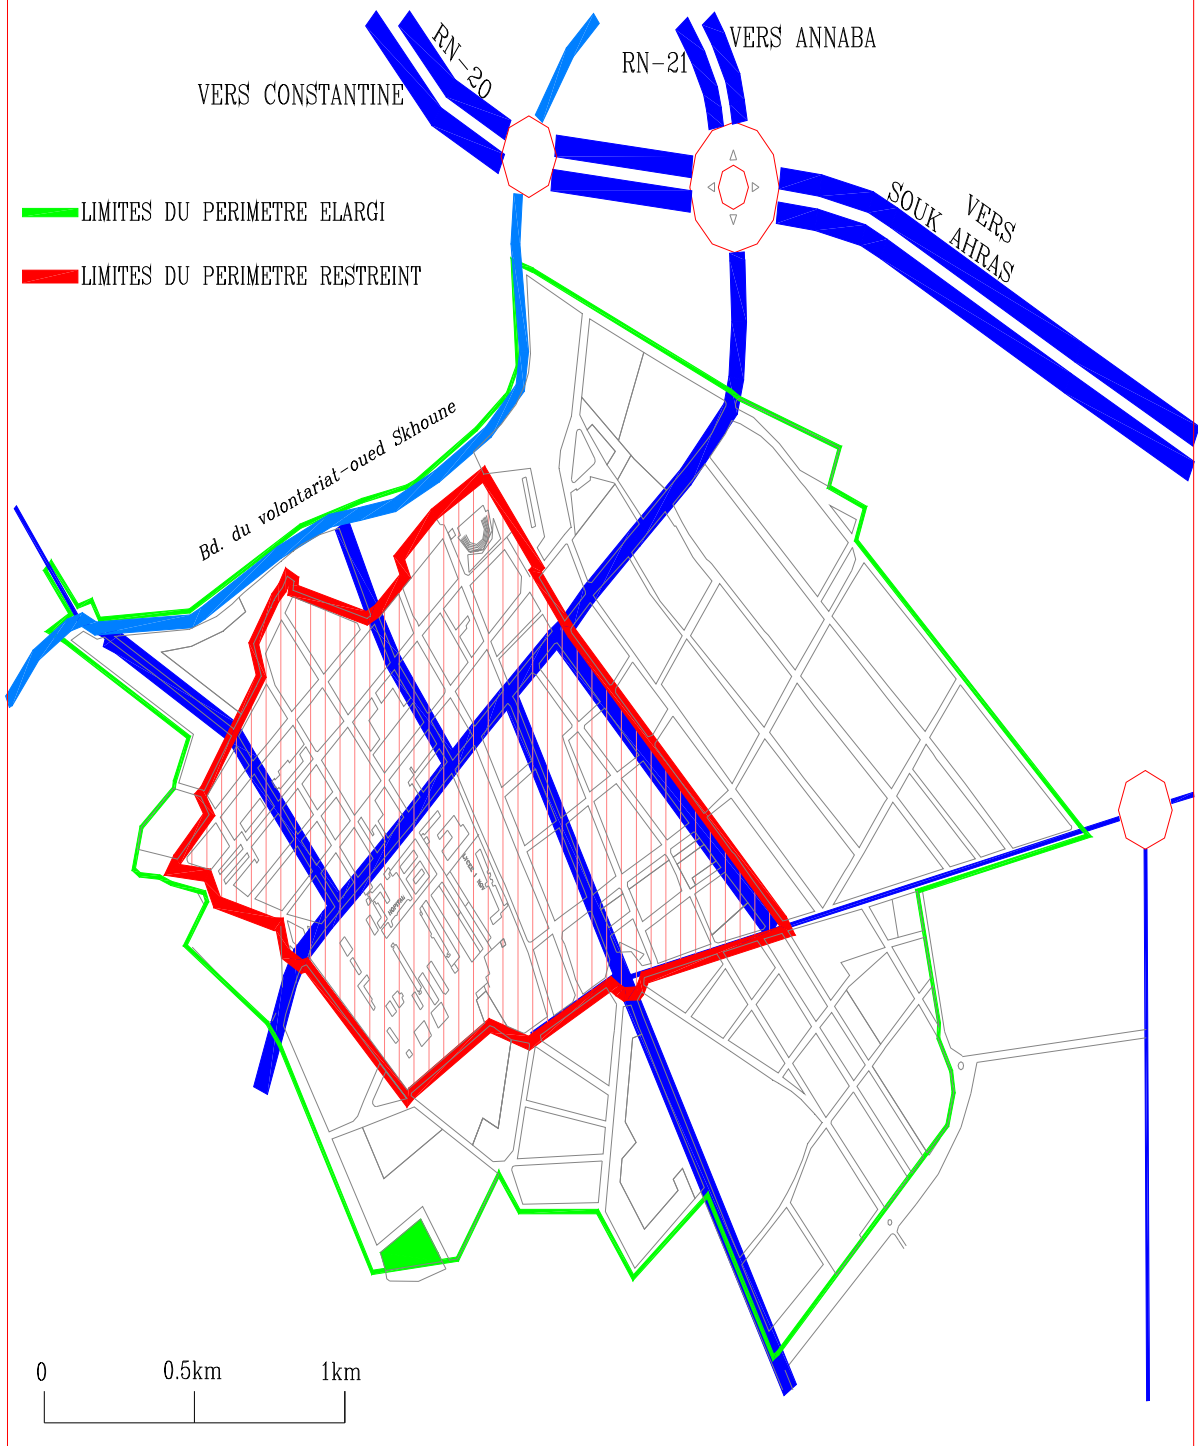 VERS ANNABA
RN-20
RN-21
VERS CONSTANTINE
VERS
SOUK AHRAS
LIMITES DU PERIMETRE ELARGI
LIMITES DU PERIMETRE RESTREINT
Bd. du volontariat-oued Skhoune
HOPITAL
0
0.5km
1km